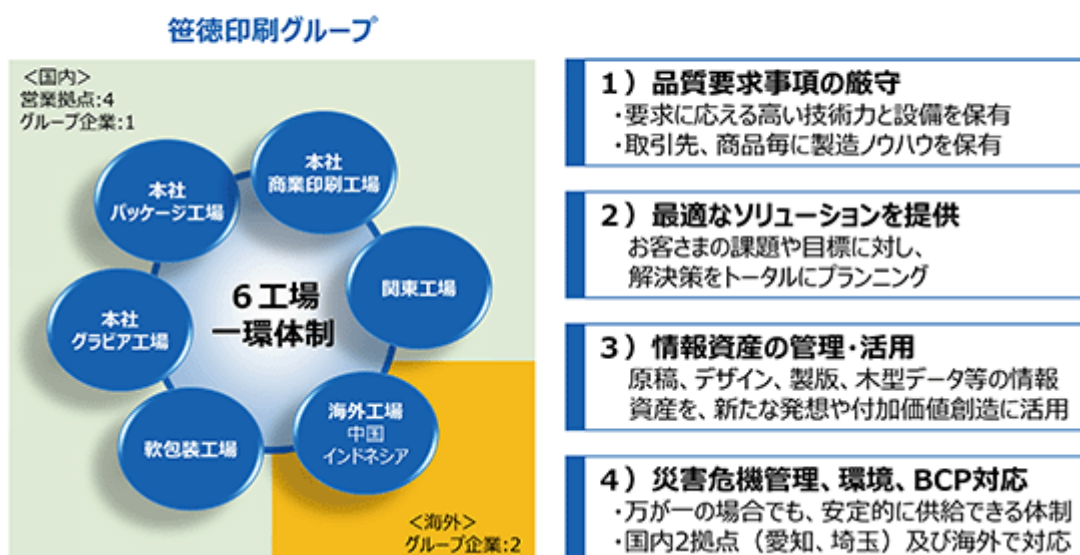 笹徳印刷グループ
<国内>
営業拠点:4
グループ企業:1
本社
商業印刷工場
本社
パッケージ工場
関東工場
6工場
一環体制
本社
グラビア工場
海外工場
中国
インドネシア
軟包装工場
<海外>
グループ企業:2
1）品質要求事項の厳守
・要求に応える高い技術力と設備を保有
・取引先、商品毎に製造ノウハウを保有
2）最適なソリューションを提供
お客さまの課題や目標に対し、
解決策をトータルにプランニング
3）情報資産の管理・活用
原稿、デザイン、製版、木型データ等の情報
資産を、新たな発想や付加価値創造に活用
4）災害危機管理、環境、BCP対応
・万が一の場合でも、安定的に供給できる体制
・国内2拠点（愛知、埼玉）及び海外で対応